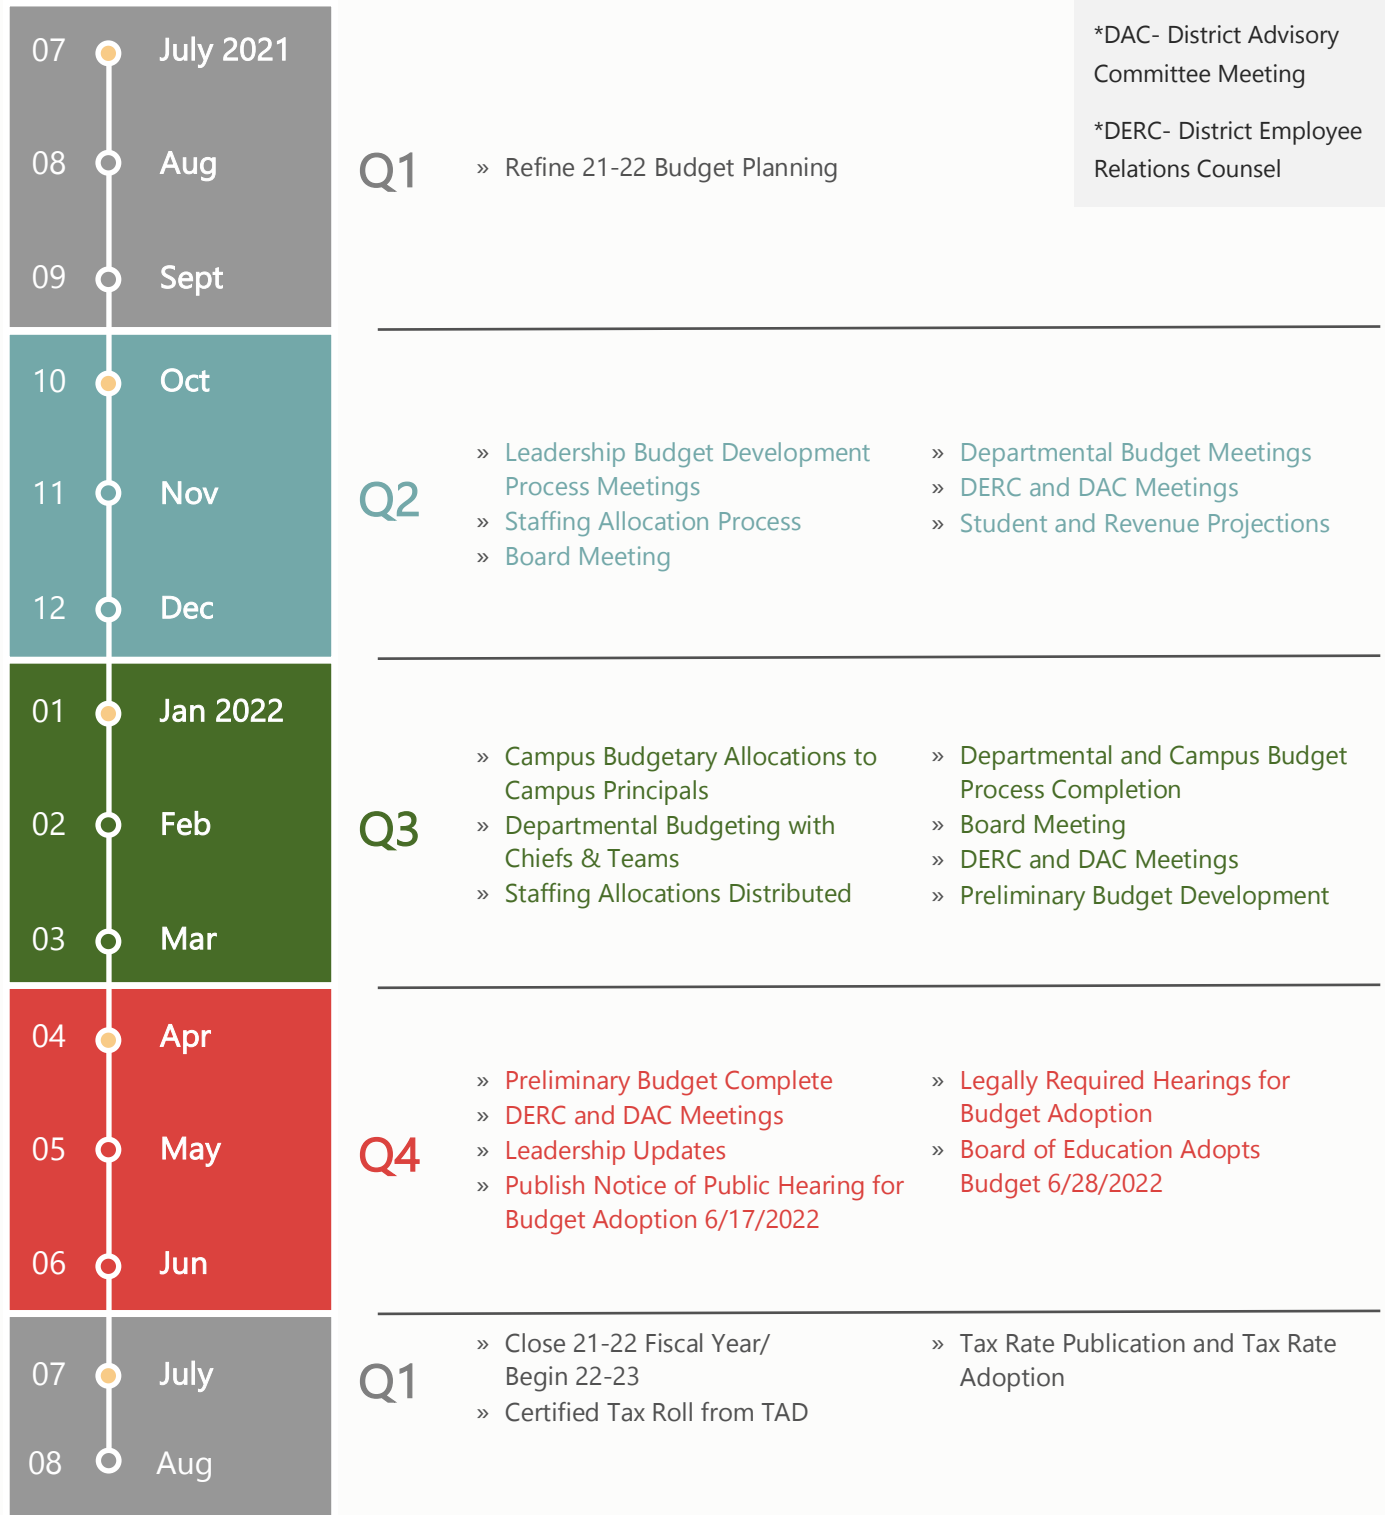 07 July 2021
08 Aug
09 Sept
Q1
» Refine 21-22 Budget Planning
*DAC- District Advisory
Committee Meeting
*DERC- District Employee
Relations Counsel
10 Oct
11 Nov
12 Dec
Q2
» Leadership Budget Development
Process Meetings
» Staffing Allocation Process
» Board Meeting
» Departmental Budget Meetings
» DERC and DAC Meetings
» Student and Revenue Projections
01 Jan 2022
02 Feb
03 Mar
Q3
» Campus Budgetary Allocations to
Campus Principals
» Departmental Budgeting with
Chiefs & Teams
» Staffing Allocations Distributed
» Departmental and Campus Budget
Process Completion
» Board Meeting
» DERC and DAC Meetings
» Preliminary Budget Development
04 Apr
05 May
06 Jun
Q4
» Preliminary Budget Complete
» DERC and DAC Meetings
» Leadership Updates
» Publish Notice of Public Hearing for
Budget Adoption 6/17/2022
» Legally Required Hearings for
Budget Adoption
» Board of Education Adopts
Budget 6/28/2022
07 July
08 Aug
Q1
» Close 21-22 Fiscal Year/
Begin 22-23
» Certified Tax Roll from TAD
» Tax Rate Publication and Tax Rate
Adoption